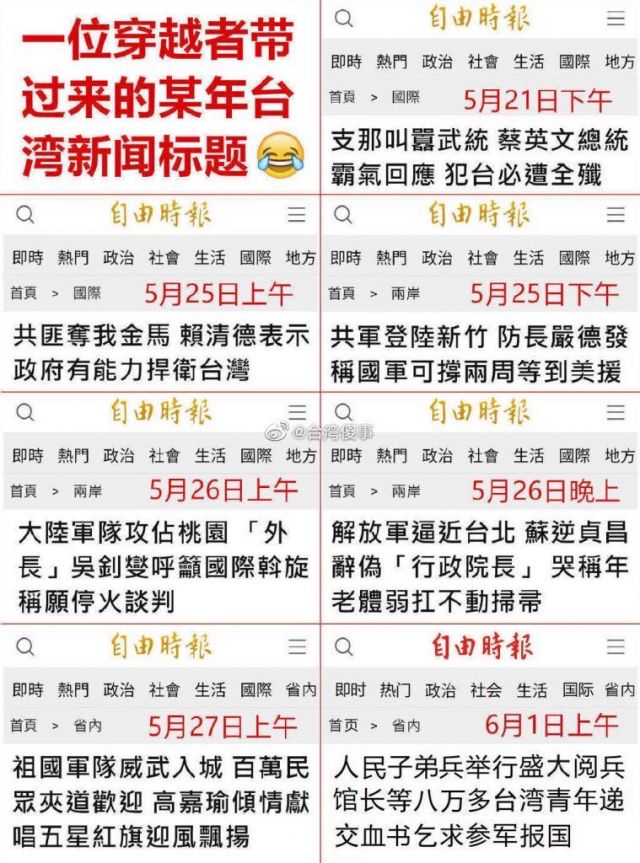 一位穿越者带
过来的某年台
湾新闻标题
自由時報
即時 熱門 政治 社會 生活 國際 地方
首頁 > 國際 5月21日下午
支那叫囂武統 蔡英文總統
霸氣回應 犯台必遭全殲
自由時報
即時 熱門 政治 社會 生活 國際 地方
首頁 > 國際 5月25日上午
共匪奪我金馬 賴清德表示
政府有能力捍衛台灣
自由時報
即時 熱門 政治 社會 生活 國際 地方
首頁 > 兩岸 5月25日下午
共軍登陸新竹 防長嚴德發
稱國軍可撐兩周等到美援
自由時報
即時 熱門 政治 社會 生活 國際 地方
首頁 > 兩岸 5月26日上午
大陸軍隊攻佔桃園 「外
長」吳釗燮呼籲國際斡旋
稱願停火談判
@台湾傻事
自由時報
即時 熱門 政治 社會 生活 國際 地方
首頁 > 兩岸 5月26日晚上
解放軍逼近台北 蘇逆貞昌
辭偽「行政院長」 哭稱年
老體弱扛不動掃帚
自由時報
即時 熱門 政治 社會 生活 國際 省內
首頁 > 省內 5月27日上午
祖國軍隊威武入城 百萬民
眾夾道歡迎 高嘉瑜傾情獻
唱五星紅旗迎風飄揚
自由時報
即时 热门 政治 社会 生活 国际 省内
首页 > 省内 6月1日上午
人民子弟兵举行盛大阅兵
馆长等八万多台湾青年递
交血书乞求参军报国